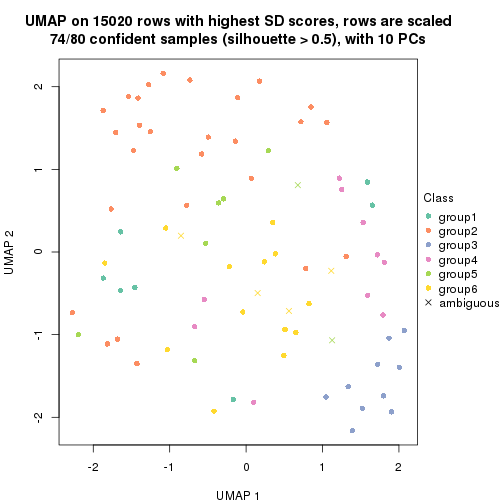 UMAP on 15020 rows with highest SD scores, rows are scaled
74/80 confident samples (silhouette > 0.5), with 10 PCs
2
1
0
-1
-2
UMAP 2
-2
-1
0
1
2
UMAP 1
Class
group1
group2
group3
group4
group5
group6
ambiguous